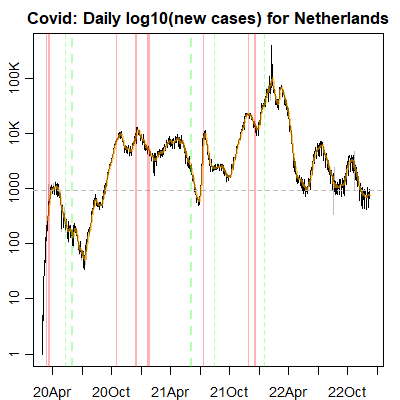 Covid: Daily log10(new cases) for Netherlands
100K
10K
1000
100
10
1
20Apr 20Oct 21Apr 21Oct 22Apr 22Oct